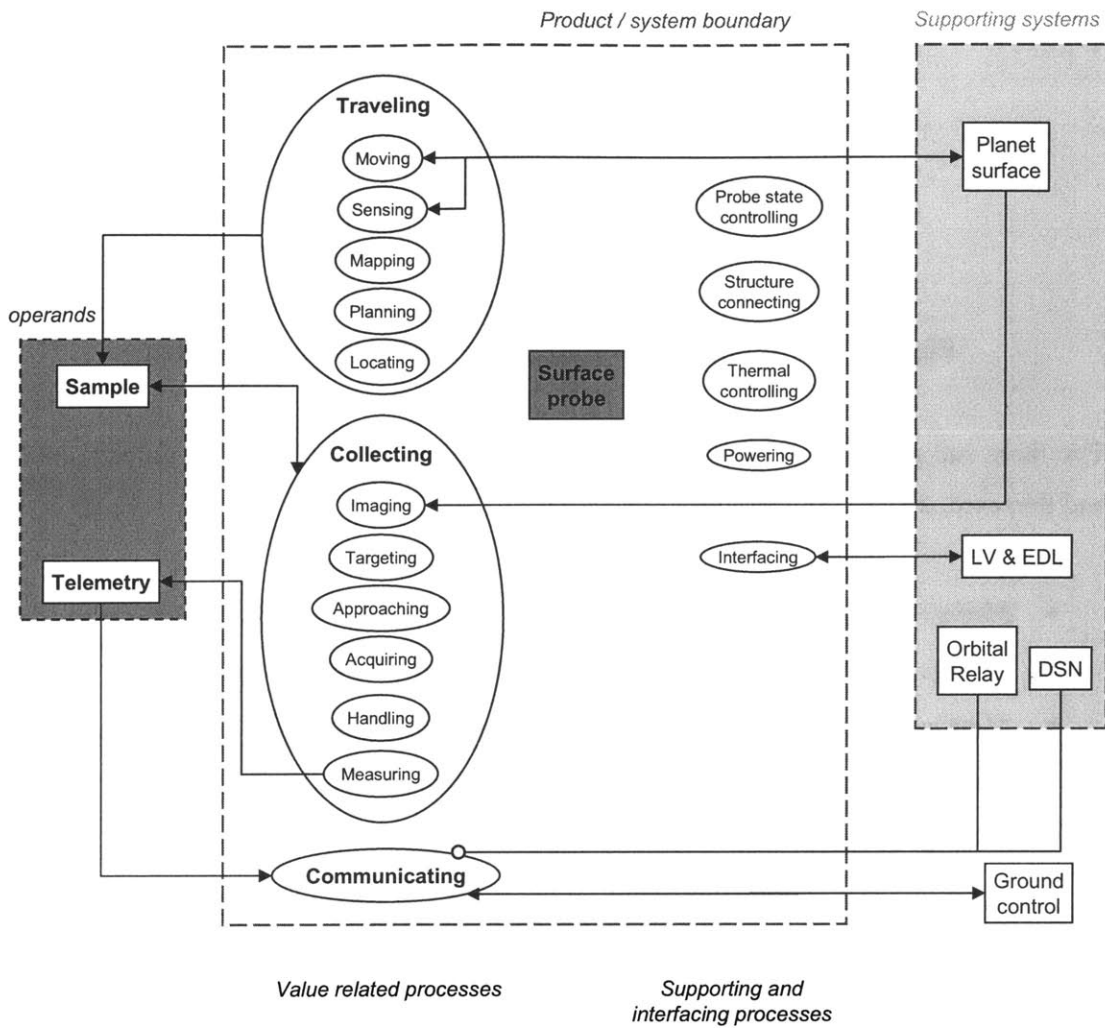 Product / system boundary
Supporting systems
Traveling
Moving
Sensing
Mapping
Planning
Locating
Probe state
controlling
Structure
connecting
Thermal
controlling
Powering
Interfacing
Planet
surface
operands
Sample
Telemetry
Surface
probe
Collecting
Imaging
Targeting
Approaching
Acquiring
Handling
Measuring
LV & EDL
Orbital
Relay
DSN
Communicating
Ground
control
Value related processes
Supporting and
interfacing processes